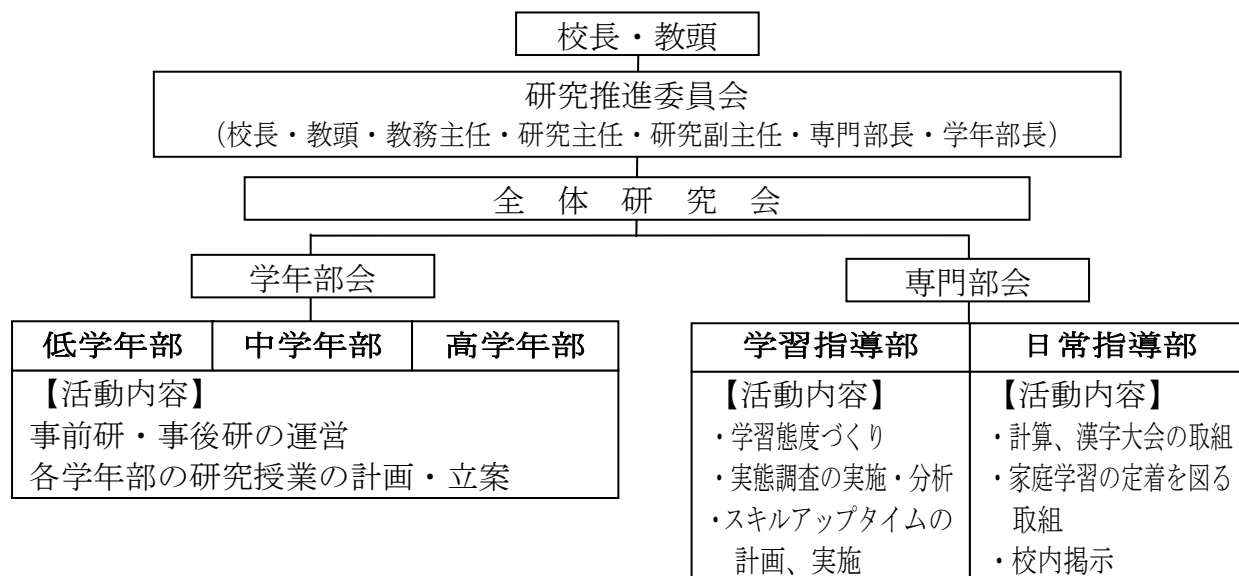 校長・教頭
研究推進委員会
（校長・教頭・教務主任・研究主任・研究副主任・専門部長・学年部長）
全　体　研　究　会
学年部会
低学年部　中学年部　高学年部
【活動内容】
事前研・事後研の運営
各学年部の研究授業の計画・立案
専門部会
学習指導部
【活動内容】
・学習態度づくり
・実態調査の実施・分析
・スキルアップタイムの
計画、実施
日常指導部
【活動内容】
・計算、漢字大会の取組
・家庭学習の定着を図る
取組
・校内掲示